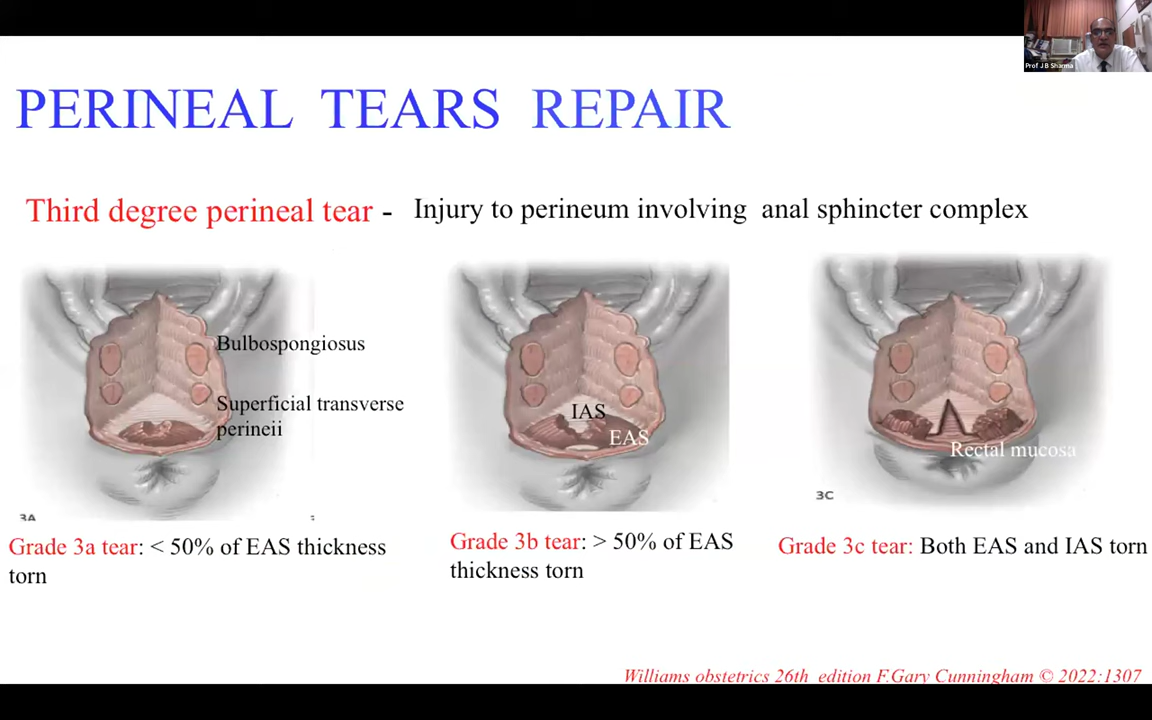 Prof J B Sharma
PERINEAL TEARS REPAIR
Third degree perineal tear - Injury to perineum involving anal sphincter complex
Bulbospongiosus
Superficial transverse
perineii
IAS
EAS
Rectal mucosa
3A
3C
Grade 3a tear: < 50% of EAS thickness
torn
Grade 3b tear: > 50% of EAS
thickness torn
Grade 3c tear: Both EAS and IAS torn
Williams obstetrics 26th edition F.Gary Cunningham © 2022:1307